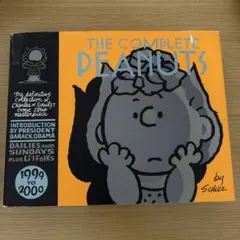 THE COMPLETE
PEANUTS
The definitive
collection of
Charles M. Schulz's
comic strip
masterpiece
INTRODUCTION
BY PRESIDENT
BARACK OBAMA
DAILIES AND
SUNDAYS
PLUS LI'L FOLKS
1999
TO
2000
by
Schulz